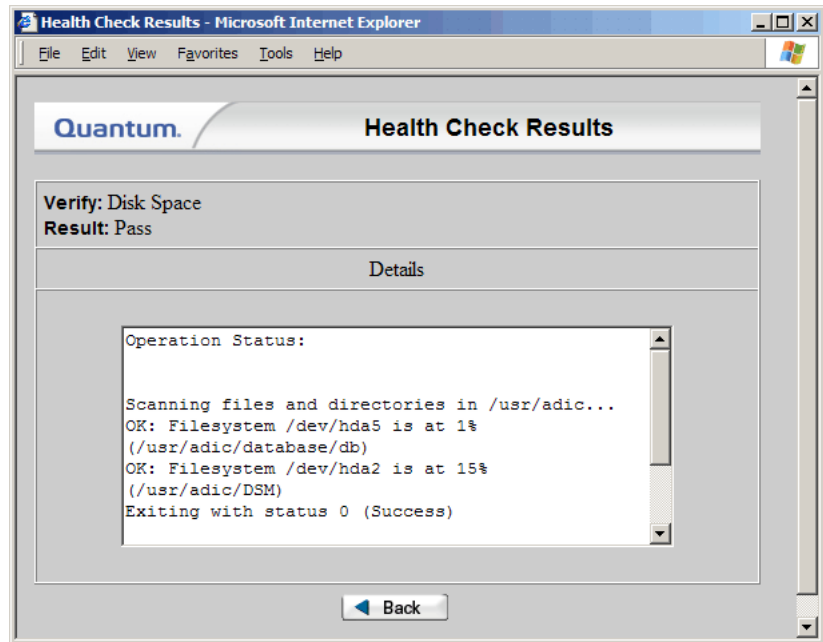 Health Check Results - Microsoft Internet Explorer
File Edit View Favorites Tools Help
Quantum. Health Check Results
Verify: Disk Space
Result: Pass
Details
Operation Status:
Scanning files and directories in /usr/adic...
OK: Filesystem /dev/hda5 is at 1%
(/usr/adic/database/db)
OK: Filesystem /dev/hda2 is at 15%
(/usr/adic/DSM)
Exiting with status 0 (Success)
Back